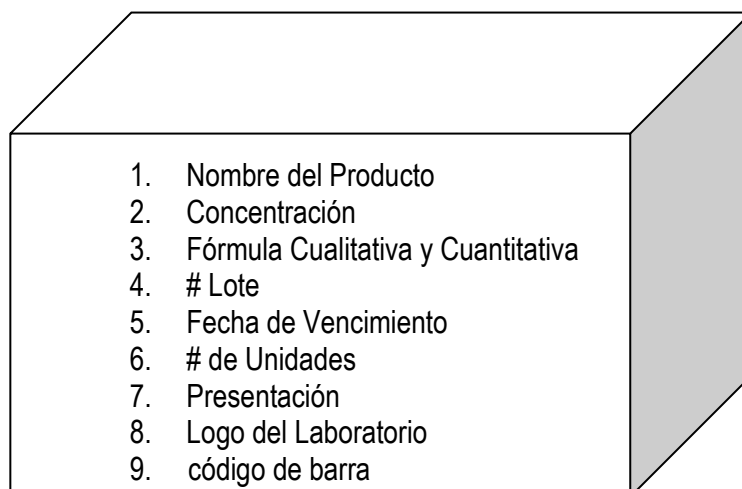 1. Nombre del Producto
2. Concentración
3. Fórmula Cualitativa y Cuantitativa
4. # Lote
5. Fecha de Vencimiento
6. # de Unidades
7. Presentación
8. Logo del Laboratorio
9. código de barra